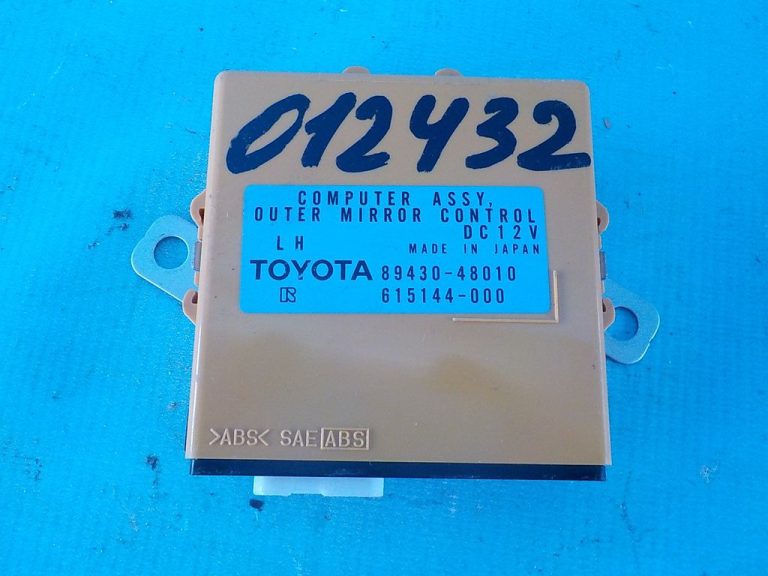 012432
COMPUTER ASSY,
OUTER MIRROR CONTROL
DC12V
LH MADE IN JAPAN
TOYOTA 89430-48010
R 615144-000
>ABS< SAE ABS